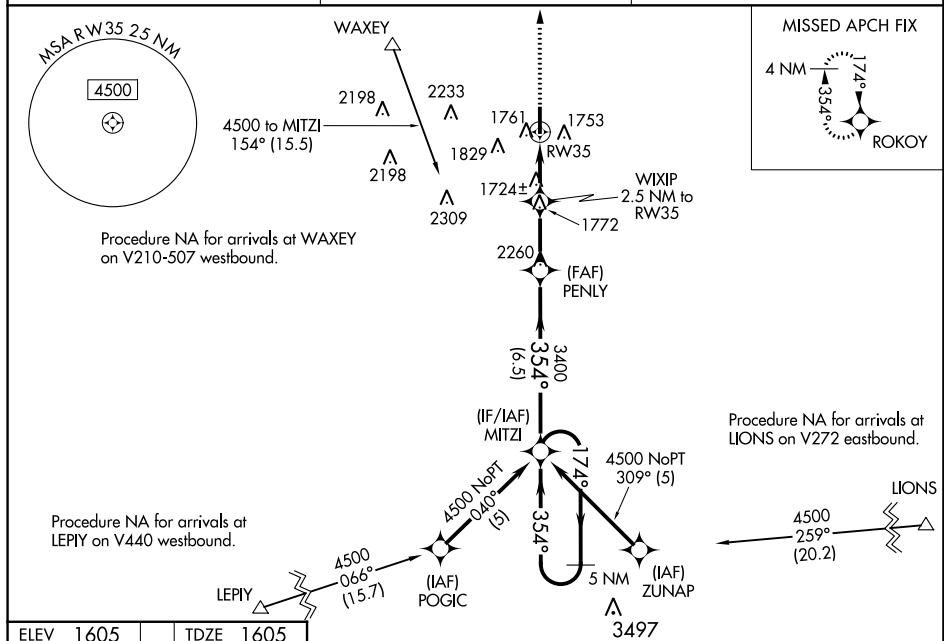 MSA RW35 25 NM
4500
WAXEY
4500 to MITZI
154° (15.5)
2198
2233
2198
2309
1761
1753
1829
RW35
1724±
WIXIP
2.5 NM to
RW35
1772
MISSED APCH FIX
4 NM
174°
354°
ROKOY
Procedure NA for arrivals at WAXEY
on V210-507 westbound.
2260
(FAF)
PENLY
3400
354°
(6.5)
(IF/IAF)
MITZI
174°
354°
5 NM
4500 NoPT
309° (5)
4500 NoPT
040°
(5)
Procedure NA for arrivals at
LIONS on V272 eastbound.
LIONS
4500
259°
(20.2)
Procedure NA for arrivals at
LEPIY on V440 westbound.
LEPIY
4500
066°
(15.7)
(IAF)
POGIC
(IAF)
ZUNAP
3497
ELEV 1605
TDZE 1605